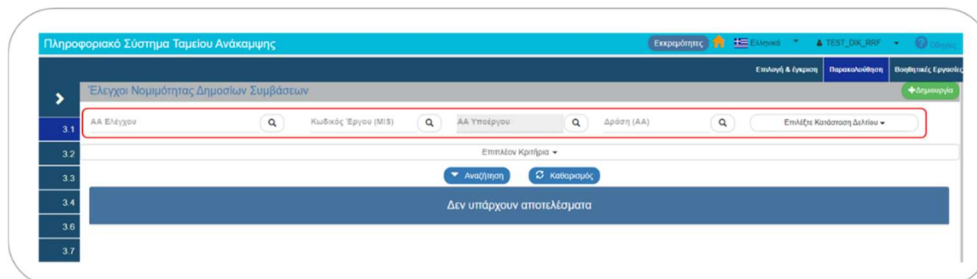 Πληροφοριακό Σύστημα Ταμείου Ανάκαμψης Εκκρεμότητες Ελληνικά TEST_DIK_RRF Οδηγίες
Επιλογή & έγκριση Παρακολούθηση Βοηθητικές Εργασίες
Έλεγχοι Νομιμότητας Δημοσίων Συμβάσεων +Δημιουργία
ΑΑ Ελέγχου Κωδικός Έργου (MIS) ΑΑ Υποέργου Δράση (ΑΑ) Επιλέξτε Κατάσταση Δελτίου
3.1
3.2 Επιπλέον Κριτήρια
3.3 Αναζήτηση Καθαρισμός
3.4 Δεν υπάρχουν αποτελέσματα
3.6
3.7